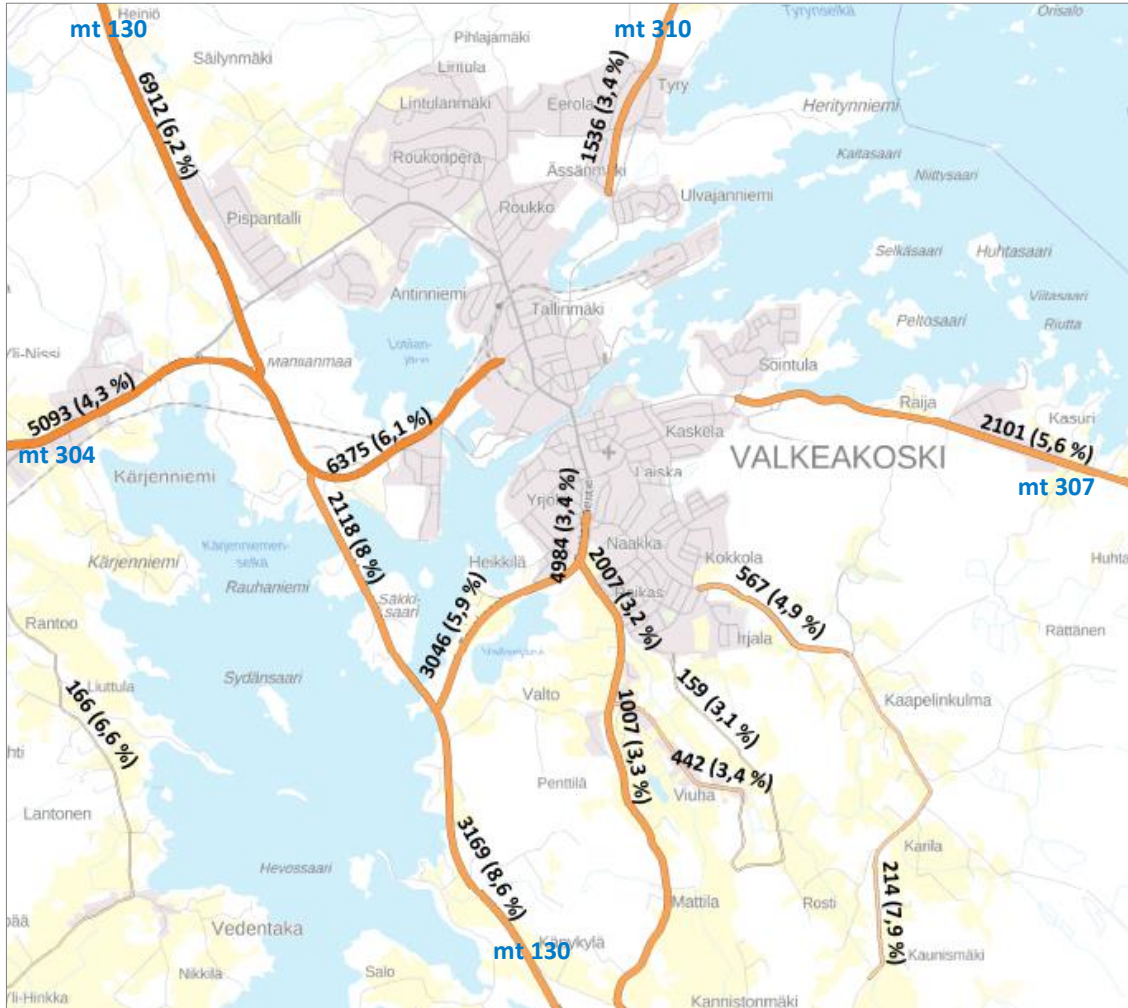 Heiniö
mt 130
mt 310
Tyrynselkä
Orisalo
Pihlajamäki
Säilynmäki
Lintula
Lintulanmäki
Eerola
Tyry
6912 (6,2 %)
1536 (3,4 %)
Heritynniemi
Roukonperä
Ässänmäki
Kaitasaari
Niittysaari
Ulvajanniemi
Roukko
Pispantalli
Selkäsaari
Huhtasaari
Antinniemi
Tallinmäki
Viitasaari
Peltosaari
Riutta
Yli-Nissi
Sointula
5093 (4,3 %)
Raija
Kasuri
6375 (6,1 %)
Kaskela
2101 (5,6 %)
mt 304
VALKEAKOSKI
Kärjenniemi
Laiska
mt 307
2118 (8 %)
4984 (3,4 %)
Kärjenniemen-
selkä
Naakka
Kokkola
Kärjenniemi
Heikkilä
Huhta
Rauhaniemi
Säkki-
saari
2007 (3,2 %)
567 (4,9 %)
3046 (5,9 %)
Rantoo
Irjala
Rättänen
Liuttula
Sydänsaari
Valto
159 (3,1 %)
Kaapelinkulma
166 (6,6 %)
1007 (3,3 %)
442 (3,4 %)
Penttilä
Viuha
Lantonen
3169 (8,6 %)
Karila
Hevossaari
214 (7,9 %)
Mattila
Rosti
Vedentaka
mt 130
Kaunismäki
Nikkilä
Salo
Yli-Hinkka
Kannistonmäki